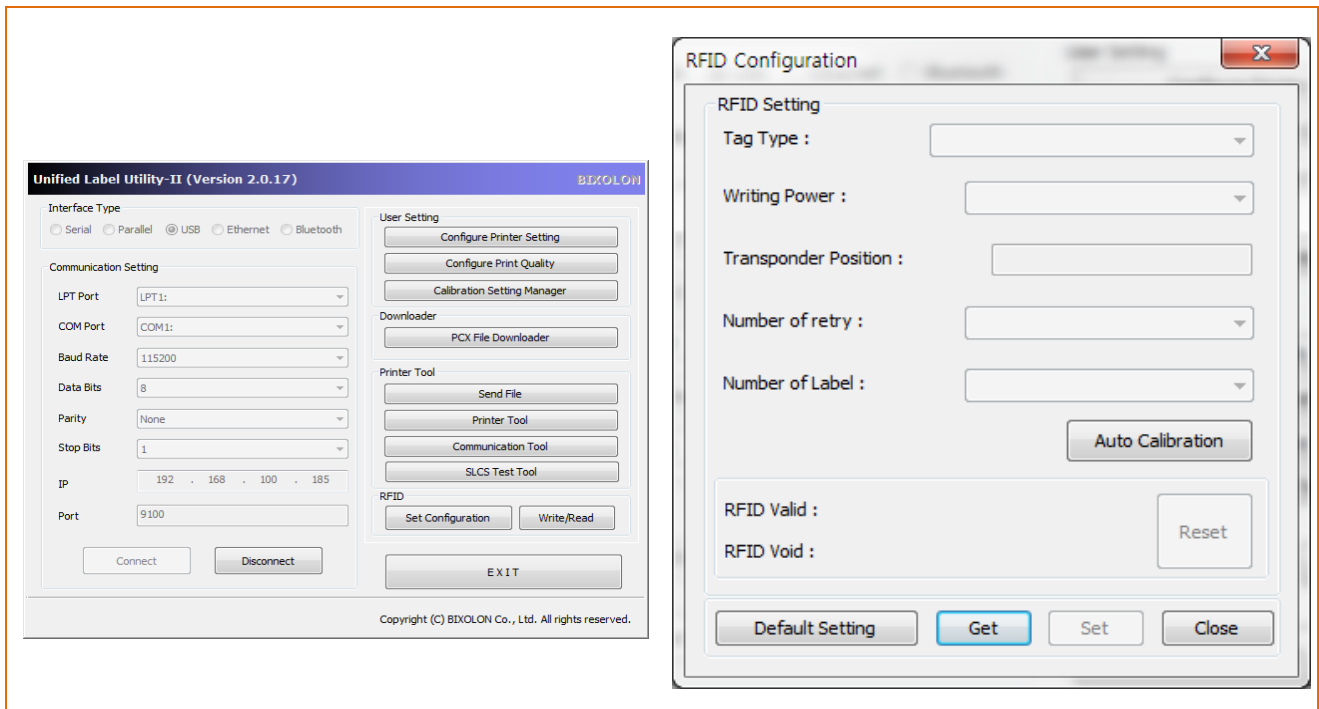 Unified Label Utility-II (Version 2.0.17)
BIXOLON
Interface Type
Serial Parallel USB Ethernet Bluetooth
Communication Setting
LPT Port LPT1:
COM Port COM1:
Baud Rate 115200
Data Bits 8
Parity None
Stop Bits 1
IP 192 . 168 . 100 . 185
Port 9100
Connect Disconnect
User Setting
Configure Printer Setting
Configure Print Quality
Calibration Setting Manager
Downloader
PCX File Downloader
Printer Tool
Send File
Printer Tool
Communication Tool
SLCS Test Tool
RFID
Set Configuration Write/Read
EXIT
Copyright (C) BIXOLON Co., Ltd. All rights reserved.
RFID Configuration
RFID Setting
Tag Type :
Writing Power :
Transponder Position :
Number of retry :
Number of Label :
Auto Calibration
RFID Valid :
RFID Void :
Reset
Default Setting Get Set Close